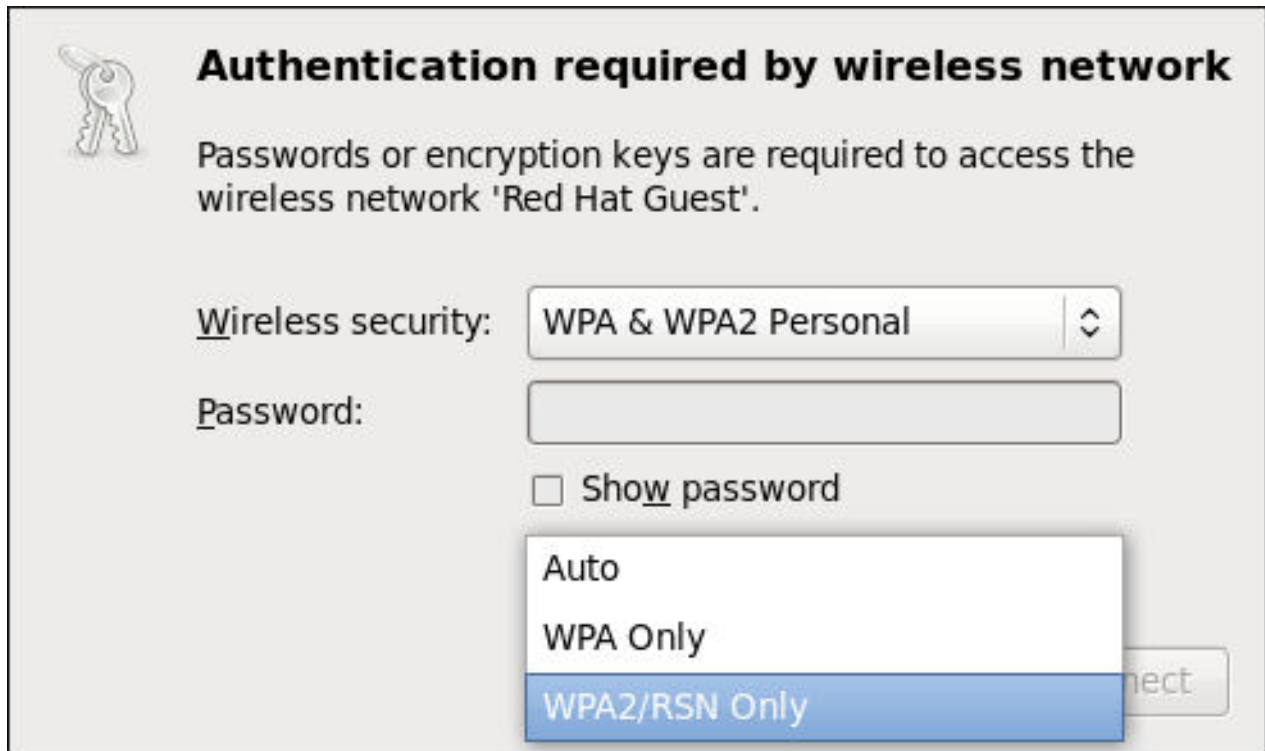 Authentication required by wireless network
Passwords or encryption keys are required to access the
wireless network 'Red Hat Guest'.
Wireless security: WPA & WPA2 Personal
Password:
Show password
Auto
WPA Only
WPA2/RSN Only